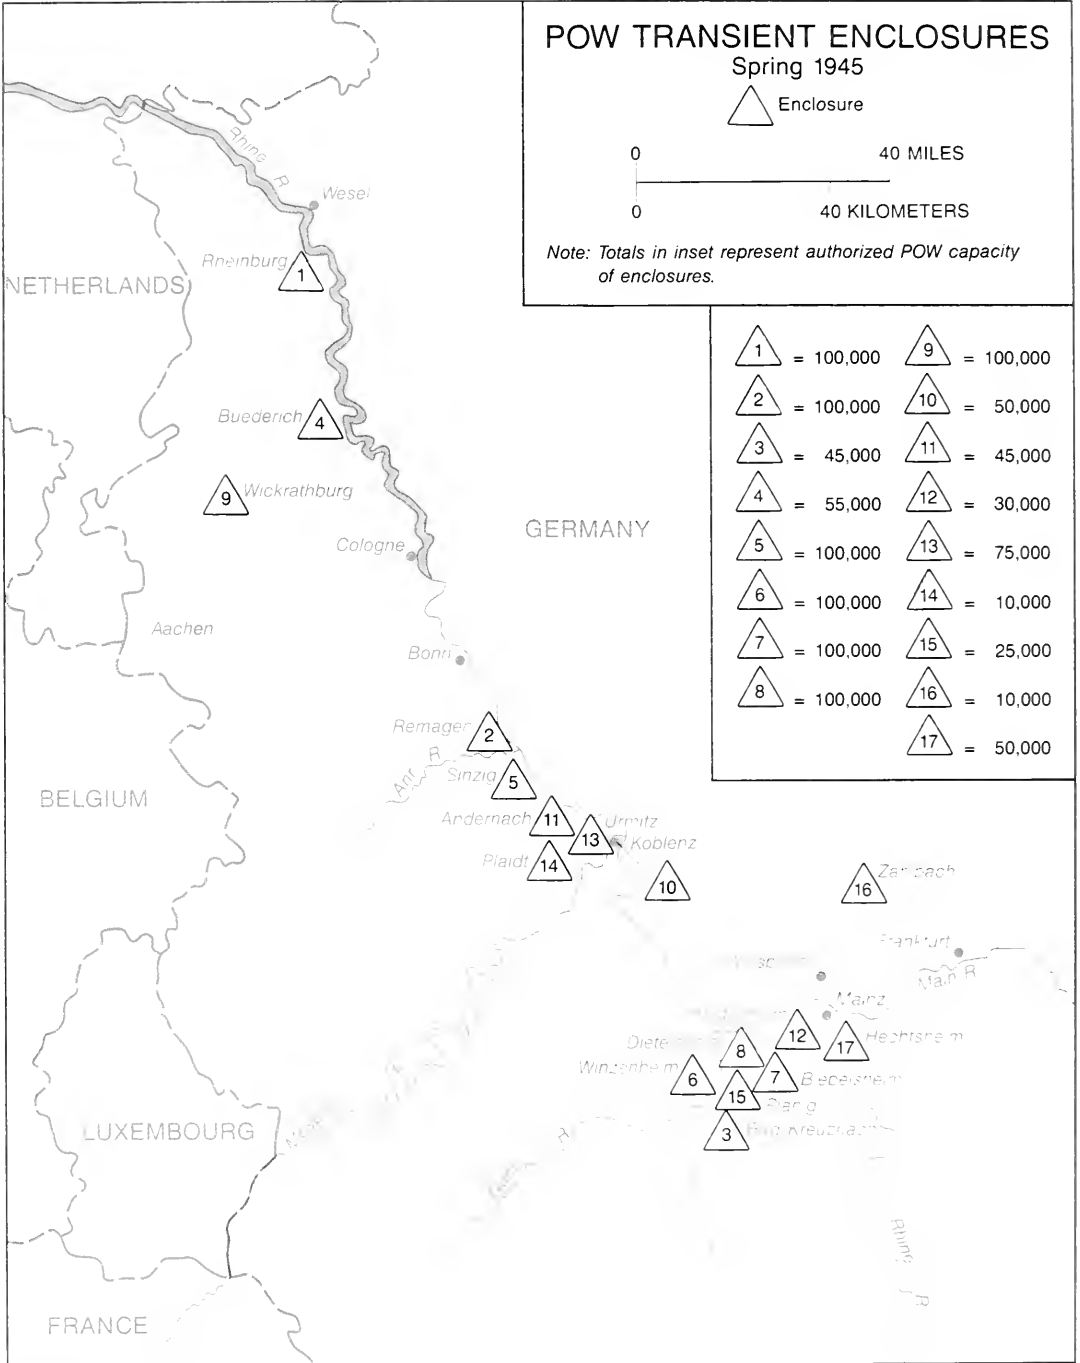 POW TRANSIENT ENCLOSURES
Spring 1945
Enclosure
0 40 MILES
0 40 KILOMETERS
Note: Totals in inset represent authorized POW capacity
of enclosures.
1 = 100,000
2 = 100,000
3 = 45,000
4 = 55,000
5 = 100,000
6 = 100,000
7 = 100,000
8 = 100,000
9 = 100,000
10 = 50,000
11 = 45,000
12 = 30,000
13 = 75,000
14 = 10,000
15 = 25,000
16 = 10,000
17 = 50,000
Rhine R
Wesel
Rheinburg
1
NETHERLANDS
Buederich
4
9
Wickrathburg
GERMANY
Cologne
Aachen
Bonn
Remagen
2
Ahr R
Sinzig
5
BELGIUM
Andernach
11
13
Urmitz
Koblenz
Plaidt
14
10
16
Frankfurt
Main R
Mainz
12
17
Hechtsheim
8
Winzenheim
6
7
Biebelsheim
15
Planig
3
Bad Kreuznach
LUXEMBOURG
R
Rhine R
FRANCE